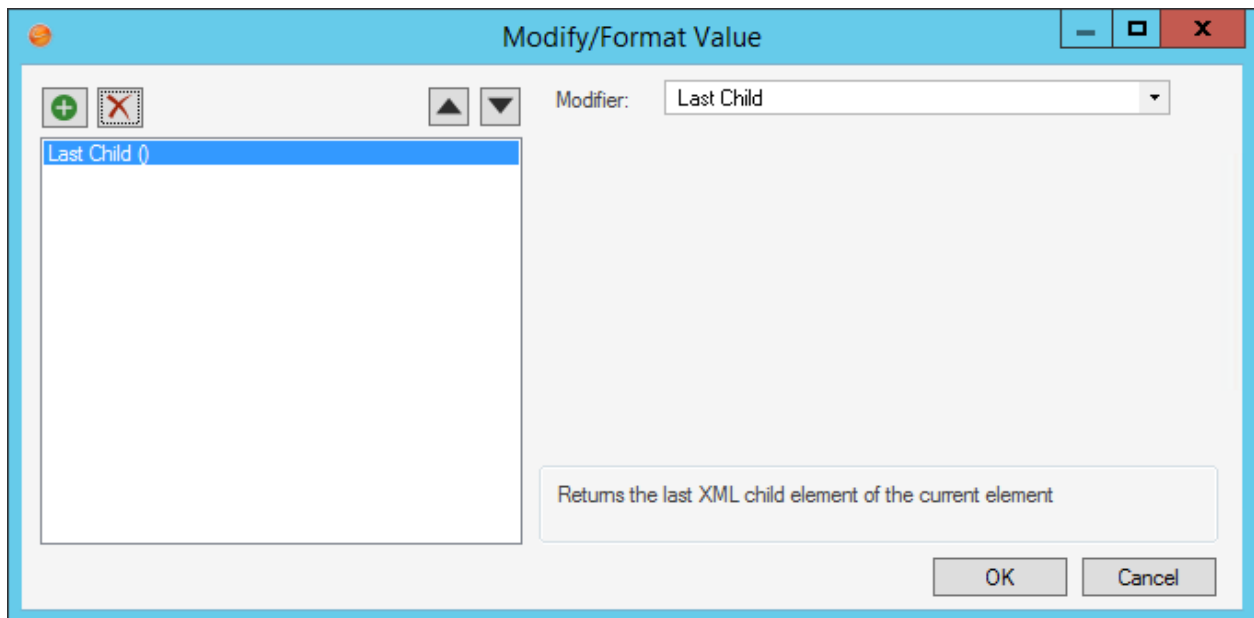 Modify/Format Value
Modifier:
Last Child
Last Child ()
Returns the last XML child element of the current element
OK
Cancel